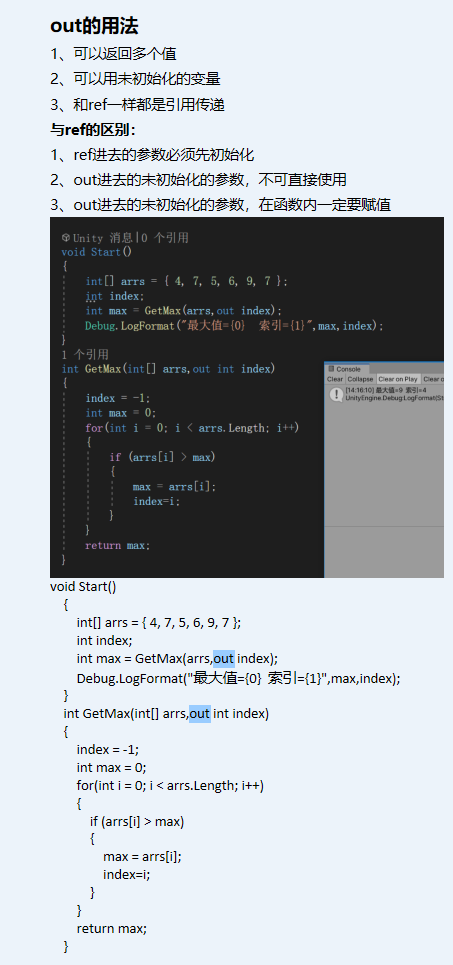 out的用法
1、可以返回多个值
2、可以用未初始化的变量
3、和ref一样都是引用传递
与ref的区别：
1、ref进去的参数必须先初始化
2、out进去的未初始化的参数，不可直接使用
3、out进去的未初始化的参数，在函数内一定要赋值
Unity 消息|0 个引用
void Start()
{
int[] arrs = { 4, 7, 5, 6, 9, 7 };
int index;
int max = GetMax(arrs,out index);
Debug.LogFormat("最大值={0}  索引={1}",max,index);
}
1 个引用
int GetMax(int[] arrs,out int index)
{
index = -1;
int max = 0;
for(int i = 0; i < arrs.Length; i++)
{
if (arrs[i] > max)
{
max = arrs[i];
index=i;
}
}
return max;
}
Console
Clear Collapse Clear on Play Clear o
[14:16:10] 最大值=9 索引=4
UnityEngine.Debug:LogFormat(St
void Start()
{
int[] arrs = { 4, 7, 5, 6, 9, 7 };
int index;
int max = GetMax(arrs,out index);
Debug.LogFormat("最大值={0}  索引={1}",max,index);
}
int GetMax(int[] arrs,out int index)
{
index = -1;
int max = 0;
for(int i = 0; i < arrs.Length; i++)
{
if (arrs[i] > max)
{
max = arrs[i];
index=i;
}
}
return max;
}